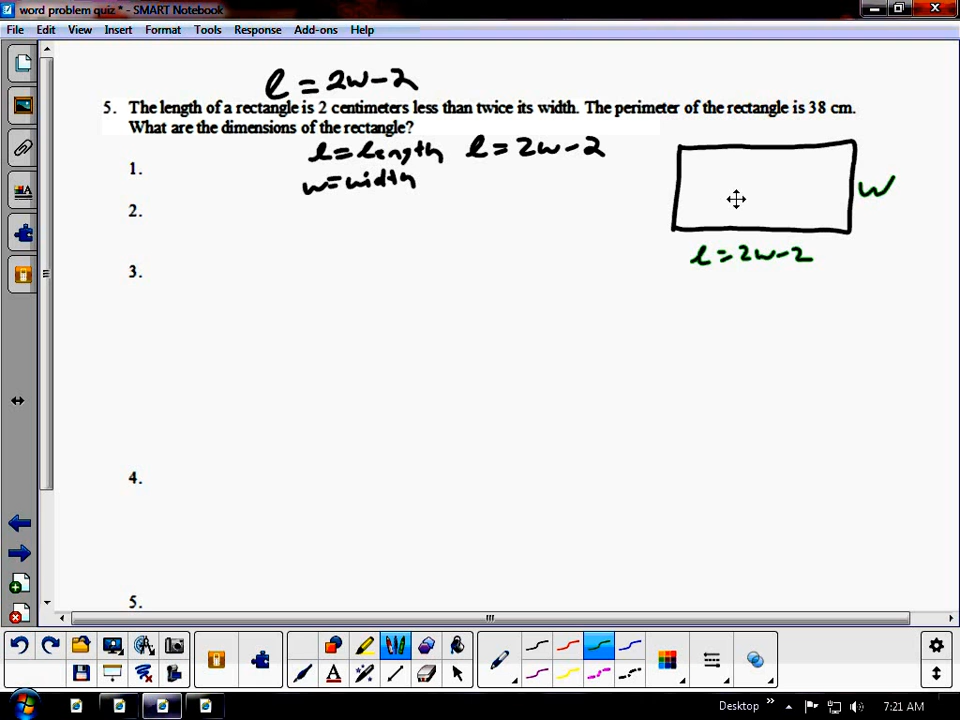 word problem quiz * - SMART Notebook
File Edit View Insert Format Tools Response Add-ons Help
l = 2w-2
5. The length of a rectangle is 2 centimeters less than twice its width. The perimeter of the rectangle is 38 cm.
What are the dimensions of the rectangle?
l = length l = 2w-2
w = width
1.
w
2.
l = 2w-2
3.
4.
5.
Desktop »
7:21 AM